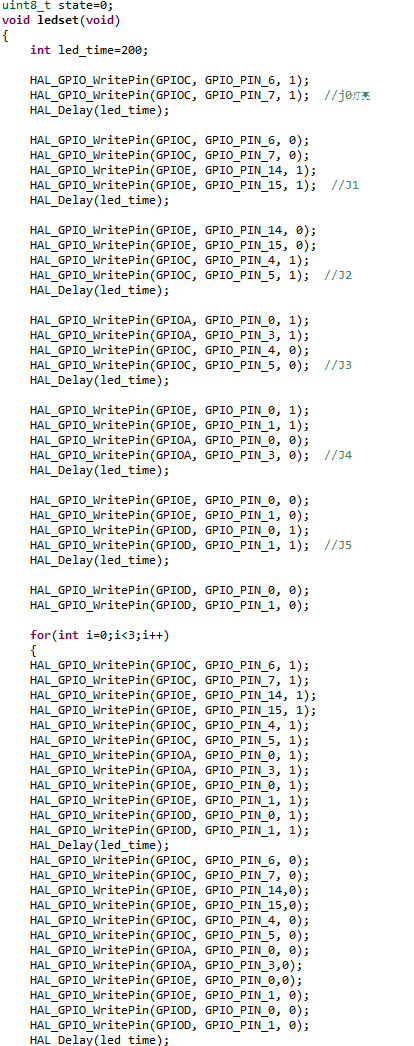 uint8_t state=0;
void ledset(void)
{
    int led_time=200;

    HAL_GPIO_WritePin(GPIOC, GPIO_PIN_6, 1);
    HAL_GPIO_WritePin(GPIOC, GPIO_PIN_7, 1);  //j0灯亮
    HAL_Delay(led_time);

    HAL_GPIO_WritePin(GPIOC, GPIO_PIN_6, 0);
    HAL_GPIO_WritePin(GPIOC, GPIO_PIN_7, 0);
    HAL_GPIO_WritePin(GPIOE, GPIO_PIN_14, 1);
    HAL_GPIO_WritePin(GPIOE, GPIO_PIN_15, 1);  //J1
    HAL_Delay(led_time);

    HAL_GPIO_WritePin(GPIOE, GPIO_PIN_14, 0);
    HAL_GPIO_WritePin(GPIOE, GPIO_PIN_15, 0);
    HAL_GPIO_WritePin(GPIOC, GPIO_PIN_4, 1);
    HAL_GPIO_WritePin(GPIOC, GPIO_PIN_5, 1);  //J2
    HAL_Delay(led_time);

    HAL_GPIO_WritePin(GPIOA, GPIO_PIN_0, 1);
    HAL_GPIO_WritePin(GPIOA, GPIO_PIN_3, 1);
    HAL_GPIO_WritePin(GPIOC, GPIO_PIN_4, 0);
    HAL_GPIO_WritePin(GPIOC, GPIO_PIN_5, 0);  //J3
    HAL_Delay(led_time);

    HAL_GPIO_WritePin(GPIOE, GPIO_PIN_0, 1);
    HAL_GPIO_WritePin(GPIOE, GPIO_PIN_1, 1);
    HAL_GPIO_WritePin(GPIOA, GPIO_PIN_0, 0);
    HAL_GPIO_WritePin(GPIOA, GPIO_PIN_3, 0);  //J4
    HAL_Delay(led_time);

    HAL_GPIO_WritePin(GPIOE, GPIO_PIN_0, 0);
    HAL_GPIO_WritePin(GPIOE, GPIO_PIN_1, 0);
    HAL_GPIO_WritePin(GPIOD, GPIO_PIN_0, 1);
    HAL_GPIO_WritePin(GPIOD, GPIO_PIN_1, 1);  //J5
    HAL_Delay(led_time);

    HAL_GPIO_WritePin(GPIOD, GPIO_PIN_0, 0);
    HAL_GPIO_WritePin(GPIOD, GPIO_PIN_1, 0);

    for(int i=0;i<3;i++)
    {
    HAL_GPIO_WritePin(GPIOC, GPIO_PIN_6, 1);
    HAL_GPIO_WritePin(GPIOC, GPIO_PIN_7, 1);
    HAL_GPIO_WritePin(GPIOE, GPIO_PIN_14, 1);
    HAL_GPIO_WritePin(GPIOE, GPIO_PIN_15, 1);
    HAL_GPIO_WritePin(GPIOC, GPIO_PIN_4, 1);
    HAL_GPIO_WritePin(GPIOC, GPIO_PIN_5, 1);
    HAL_GPIO_WritePin(GPIOA, GPIO_PIN_0, 1);
    HAL_GPIO_WritePin(GPIOA, GPIO_PIN_3, 1);
    HAL_GPIO_WritePin(GPIOE, GPIO_PIN_0, 1);
    HAL_GPIO_WritePin(GPIOE, GPIO_PIN_1, 1);
    HAL_GPIO_WritePin(GPIOD, GPIO_PIN_0, 1);
    HAL_GPIO_WritePin(GPIOD, GPIO_PIN_1, 1);
    HAL_Delay(led_time);
    HAL_GPIO_WritePin(GPIOC, GPIO_PIN_6, 0);
    HAL_GPIO_WritePin(GPIOC, GPIO_PIN_7, 0);
    HAL_GPIO_WritePin(GPIOE, GPIO_PIN_14,0);
    HAL_GPIO_WritePin(GPIOE, GPIO_PIN_15,0);
    HAL_GPIO_WritePin(GPIOC, GPIO_PIN_4, 0);
    HAL_GPIO_WritePin(GPIOC, GPIO_PIN_5, 0);
    HAL_GPIO_WritePin(GPIOA, GPIO_PIN_0, 0);
    HAL_GPIO_WritePin(GPIOA, GPIO_PIN_3,0);
    HAL_GPIO_WritePin(GPIOE, GPIO_PIN_0,0);
    HAL_GPIO_WritePin(GPIOE, GPIO_PIN_1, 0);
    HAL_GPIO_WritePin(GPIOD, GPIO_PIN_0, 0);
    HAL_GPIO_WritePin(GPIOD, GPIO_PIN_1, 0);
    HAL_Delay(led_time);